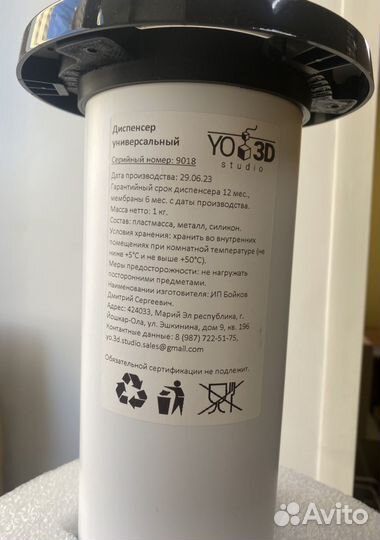 Диспенсер
универсальный
YO 3D
studio
Серийный номер: 9018
Дата производства: 29.06.23
Гарантийный срок диспенсера 12 мес.,
мембраны 6 мес. с даты производства.
Масса нетто: 1 кг.
Состав: пластмасса, металл, силикон.
Условия хранения: хранить во внутренних
помещениях при комнатной температуре (не
ниже +5°С и не выше +50°С).
Меры предосторожности: не нагружать
посторонними предметами.
Наименование изготовителя: ИП Бойков
Дмитрий Сергеевич.
Адрес: 424033, Марий Эл республика, г.
Йошкар-Ола, ул. Эшкинина, дом 9, кв. 196
Контактные данные: 8 (987) 722-51-75,
yo.3d.studio.sales@gmail.com
Обязательной сертификации не подлежит.
Avito